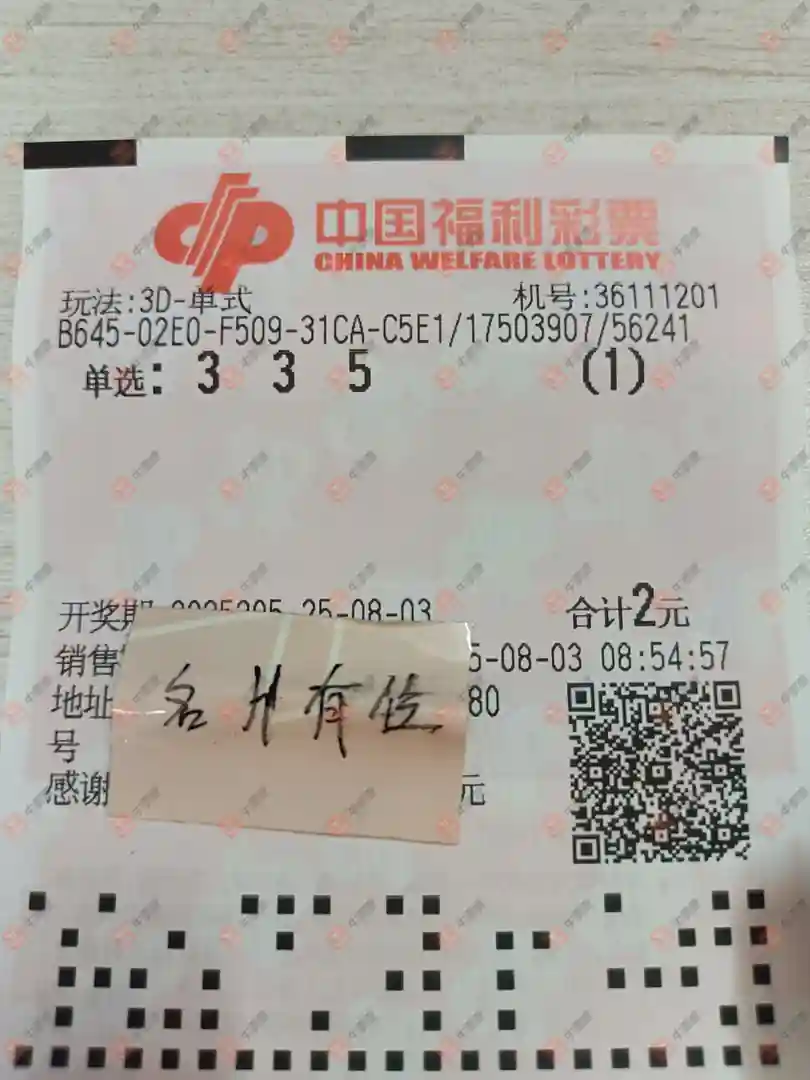 中国福利彩票
CHINA WELFARE LOTTERY
玩法:3D-单式 机号:36111201
B645-02E0-F509-31CA-C5E1/17503907/56241
单选: 3 3 5 (1)
开奖期 2025205 25-08-03 合计2元
销售 5-08-03 08:54:57
地址 80
号
感谢 元
名 有位